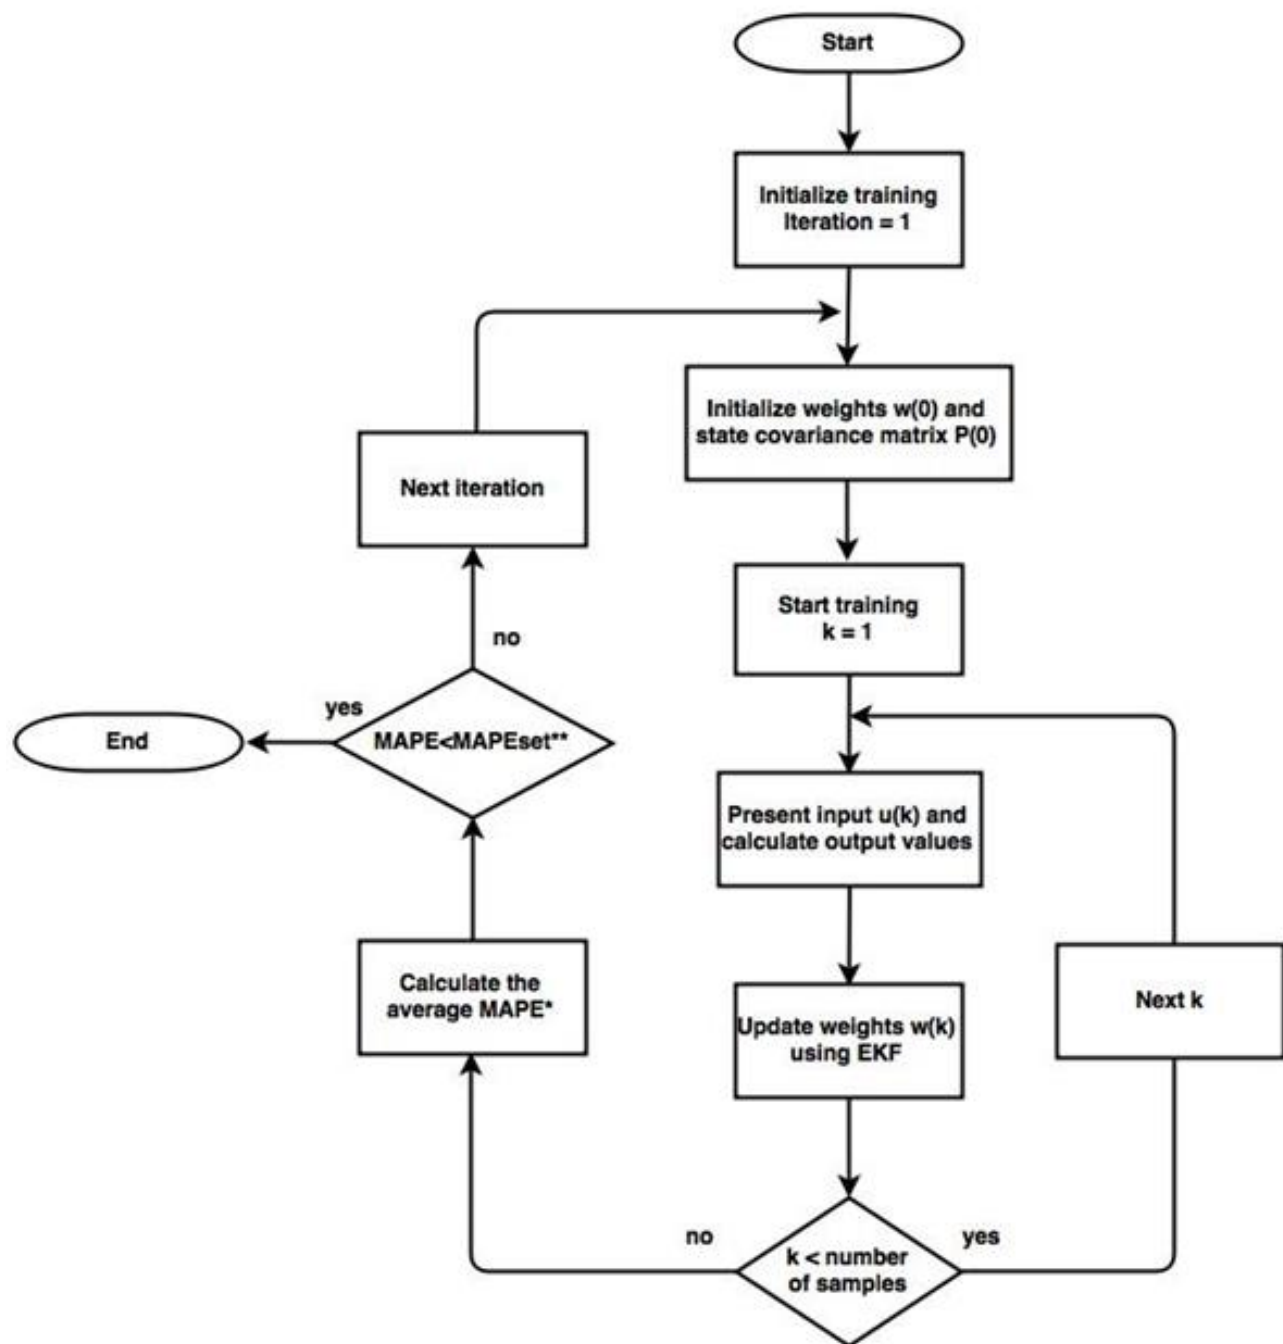 Start
Initialize training
Iteration = 1
Initialize weights w(0) and
state covariance matrix P(0)
Next iteration
Start training
k = 1
no
yes
End
MAPE<MAPEset**
Present input u(k) and
calculate output values
Calculate the
average MAPE*
Update weights w(k)
using EKF
Next k
no
yes
k < number
of samples